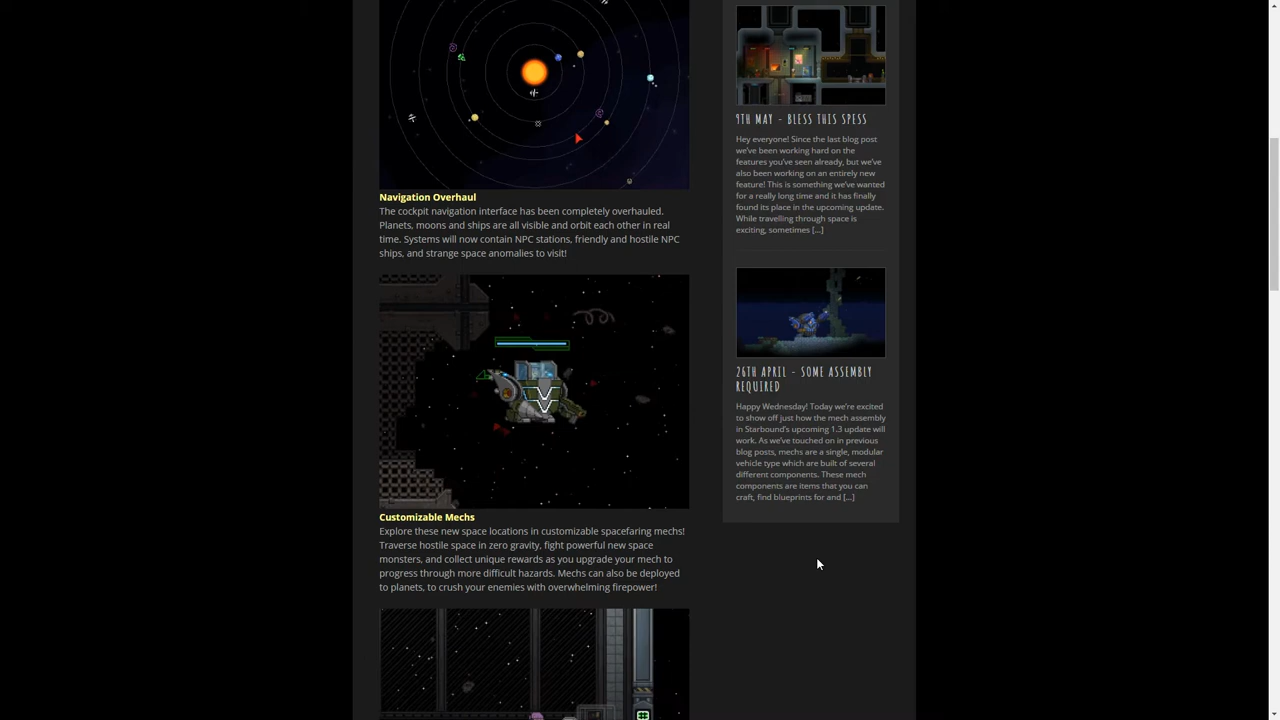 Navigation Overhaul
The cockpit navigation interface has been completely overhauled.
Planets, moons and ships are all visible and orbit each other in real
time. Systems will now contain NPC stations, friendly and hostile NPC
ships, and strange space anomalies to visit!
Customizable Mechs
Explore these new space locations in customizable spacefaring mechs!
Traverse hostile space in zero gravity, fight powerful new space
monsters, and collect unique rewards as you upgrade your mech to
progress through more difficult hazards. Mechs can also be deployed
to planets, to crush your enemies with overwhelming firepower!
9TH MAY – BLESS THIS SPESS
Hey everyone! Since the last blog post
we've been working hard on the
features you've seen already, but we've
also been working on an entirely new
feature! This is something we've wanted
for a really long time and it has finally
found its place in the upcoming update.
While travelling through space is
exciting, sometimes [...]
26TH APRIL – SOME ASSEMBLY
REQUIRED
Happy Wednesday! Today we're excited
to show off just how the mech assembly
in Starbound's upcoming 1.3 update will
work. As we've touched on in previous
blog posts, mechs are a single, modular
vehicle type which are built of several
different components. These mech
components are items that you can
craft, find blueprints for and [...]